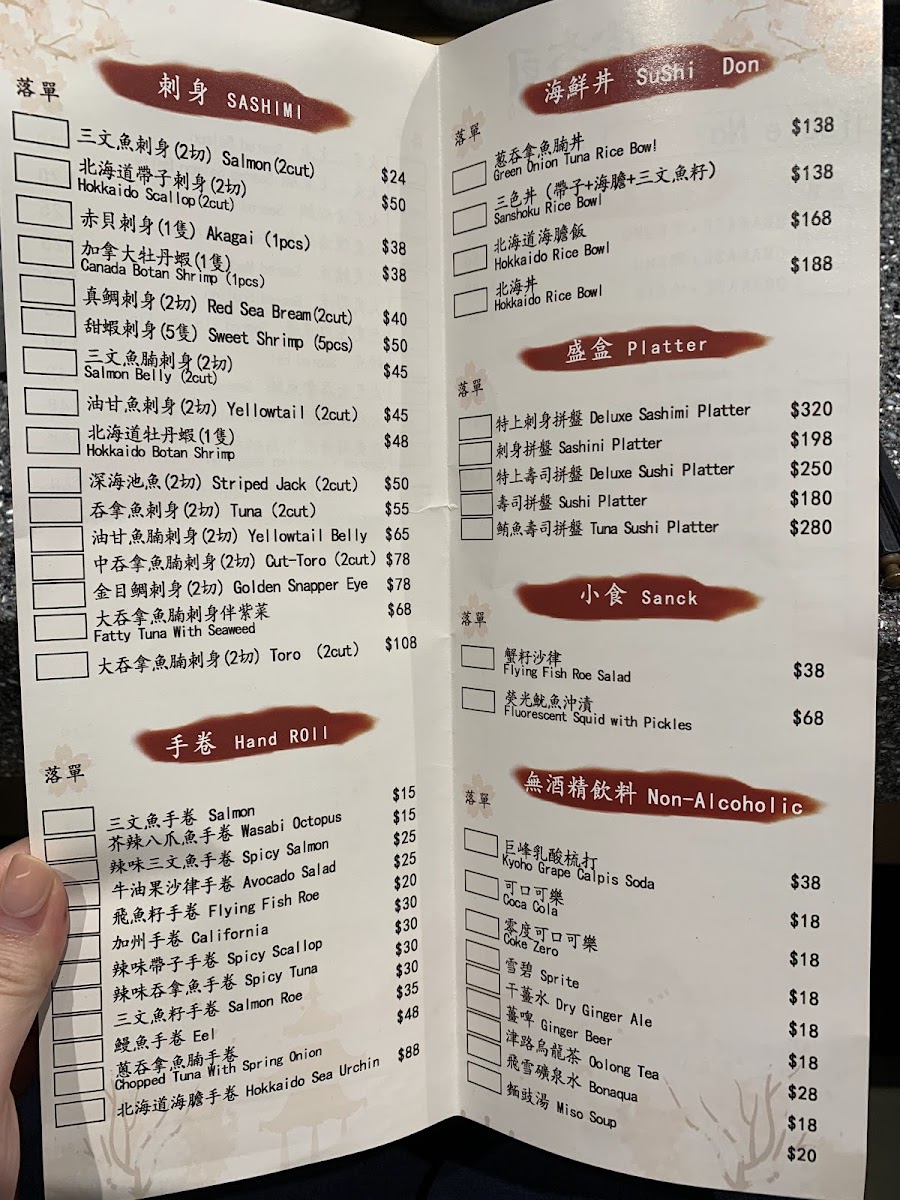 刺身 SASHIMI
落單
三文魚刺身(2切) Salmon(2cut) $24
北海道帶子刺身(2切)
Hokkaido Scallop(2cut) $50
赤貝刺身(1隻) Akagai (1pcs) $38
加拿大牡丹蝦(1隻)
Canada Botan Shrimp (1pcs) $38
真鯛刺身(2切) Red Sea Bream(2cut) $40
甜蝦刺身(5隻) Sweet Shrimp (5pcs) $50
三文魚腩刺身(2切)
Salmon Belly (2cut) $45
油甘魚刺身(2切) Yellowtail (2cut) $45
北海道牡丹蝦(1隻)
Hokkaido Botan Shrimp $48
深海池魚(2切) Striped Jack (2cut) $50
吞拿魚刺身(2切) Tuna (2cut) $55
油甘魚腩刺身(2切) Yellowtail Belly $65
中吞拿魚腩刺身(2切) Cut-Toro (2cut) $78
金目鯛刺身(2切) Golden Snapper Eye $78
大吞拿魚腩刺身伴紫菜
Fatty Tuna With Seaweed $68
大吞拿魚腩刺身(2切) Toro (2cut) $108
手卷 Hand ROll
落單
三文魚手卷 Salmon $15
芥辣八爪魚手卷 Wasabi Octopus $15
辣味三文魚手卷 Spicy Salmon $25
牛油果沙律手卷 Avocado Salad $25
飛魚籽手卷 Flying Fish Roe $20
加州手卷 California $30
辣味帶子手卷 Spicy Scallop $30
辣味吞拿魚手卷 Spicy Tuna $30
三文魚籽手卷 Salmon Roe $30
鰻魚手卷 Eel $35
蔥吞拿魚腩手卷
Chopped Tuna With Spring Onion $48
北海道海膽手卷 Hokkaido Sea Urchin $88
海鮮丼 SuShi Don
落單
蔥吞拿魚腩丼
Green Onion Tuna Rice Bowl $138
三色丼 (帶子+海膽+三文魚籽)
Sanshoku Rice Bowl $138
北海道海膽飯
Hokkaido Rice Bowl $168
北海丼
Hokkaido Rice Bowl $188
盛盒 Platter
落單
特上刺身拼盤 Deluxe Sashimi Platter $320
刺身拼盤 Sashini Platter $198
特上壽司拼盤 Deluxe Sushi Platter $250
壽司拼盤 Sushi Platter $180
鮪魚壽司拼盤 Tuna Sushi Platter $280
小食 Sanck
落單
蟹籽沙律
Flying Fish Roe Salad $38
熒光魷魚沖漬
Fluorescent Squid with Pickles $68
無酒精飲料 Non-Alcoholic
落單
巨峰乳酸梳打
Kyoho Grape Calpis Soda $38
可口可樂
Coca Cola $18
零度可口可樂
Coke Zero $18
雪碧 Sprite $18
干薑水 Dry Ginger Ale $18
薑啤 Ginger Beer $18
津路烏龍茶 Oolong Tea $28
飛雪礦泉水 Bonaqua $18
麵豉湯 Miso Soup $20